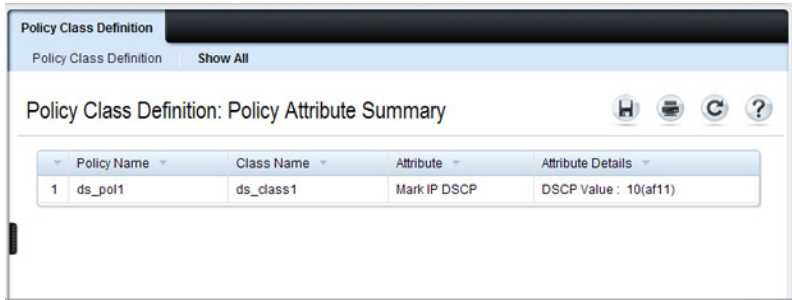 Policy Class Definition
Policy Class Definition Show All
Policy Class Definition: Policy Attribute Summary
Policy Name Class Name Attribute Attribute Details
1 ds_pol1 ds_class1 Mark IP DSCP DSCP Value : 10(af11)